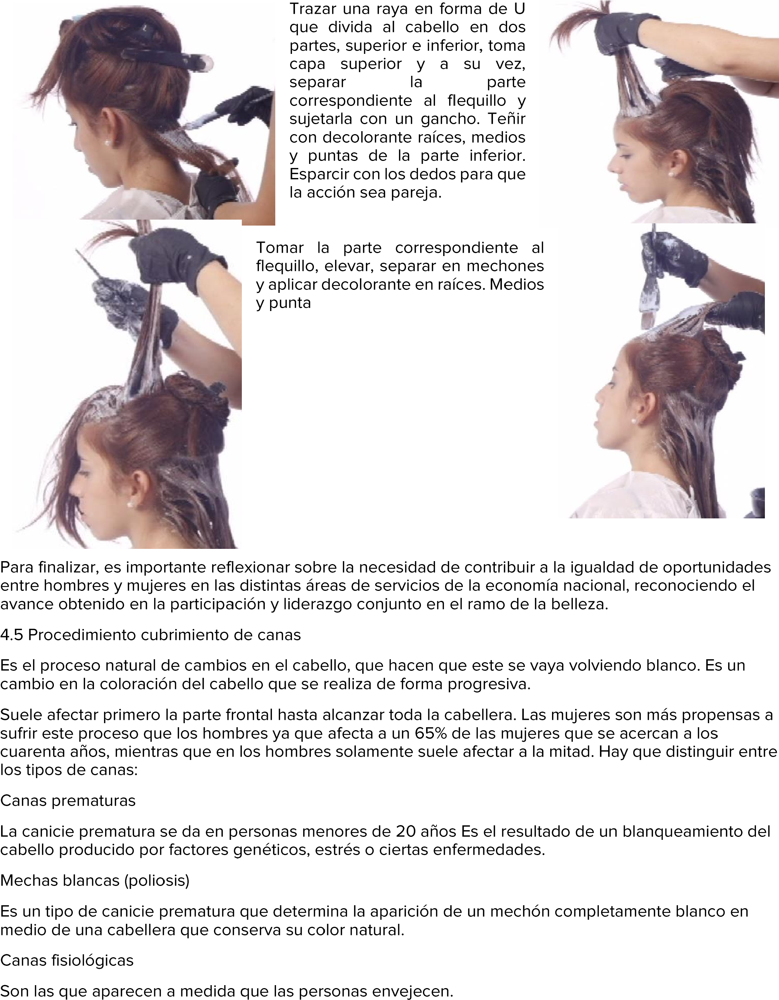 Trazar una raya en forma de U
que divida al cabello en dos
partes, superior e inferior, toma
capa superior y a su vez,
separar la parte
correspondiente al flequillo y
sujetarla con un gancho. Teñir
con decolorante raíces, medios
y puntas de la parte inferior.
Esparcir con los dedos para que
la acción sea pareja.
Tomar la parte correspondiente al
flequillo, elevar, separar en mechones
y aplicar decolorante en raíces. Medios
y punta
Para finalizar, es importante reflexionar sobre la necesidad de contribuir a la igualdad de oportunidades
entre hombres y mujeres en las distintas áreas de servicios de la economía nacional, reconociendo el
avance obtenido en la participación y liderazgo conjunto en el ramo de la belleza.
4.5 Procedimiento cubrimiento de canas
Es el proceso natural de cambios en el cabello, que hacen que este se vaya volviendo blanco. Es un
cambio en la coloración del cabello que se realiza de forma progresiva.
Suele afectar primero la parte frontal hasta alcanzar toda la cabellera. Las mujeres son más propensas a
sufrir este proceso que los hombres ya que afecta a un 65% de las mujeres que se acercan a los
cuarenta años, mientras que en los hombres solamente suele afectar a la mitad. Hay que distinguir entre
los tipos de canas:
Canas prematuras
La canicie prematura se da en personas menores de 20 años Es el resultado de un blanqueamiento del
cabello producido por factores genéticos, estrés o ciertas enfermedades.
Mechas blancas (poliosis)
Es un tipo de canicie prematura que determina la aparición de un mechón completamente blanco en
medio de una cabellera que conserva su color natural.
Canas fisiológicas
Son las que aparecen a medida que las personas envejecen.